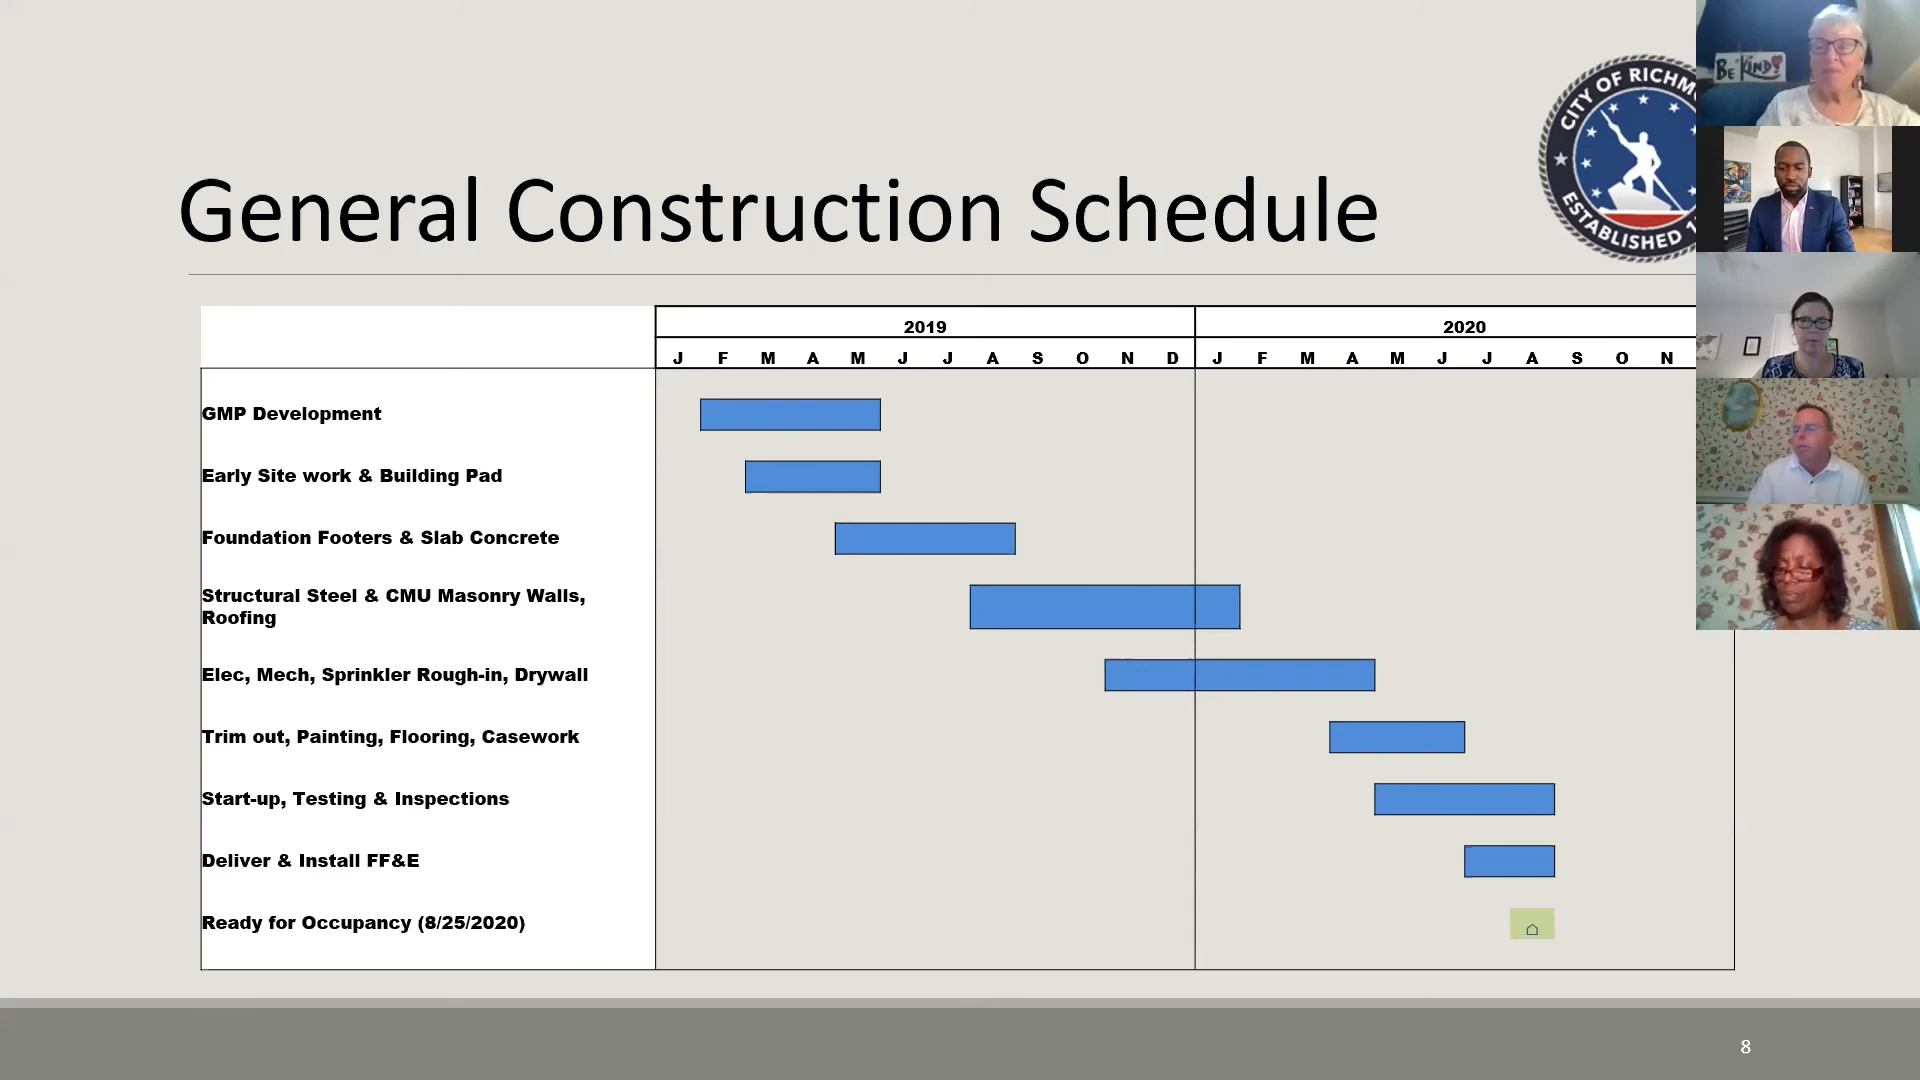 CITY OF RICHM
ESTABLISHED 1
BE KIND
General Construction Schedule
2019 2020
J F M A M J J A S O N D J F M A M J J A S O N
GMP Development
Early Site work & Building Pad
Foundation Footers & Slab Concrete
Structural Steel & CMU Masonry Walls,
Roofing
Elec, Mech, Sprinkler Rough-in, Drywall
Trim out, Painting, Flooring, Casework
Start-up, Testing & Inspections
Deliver & Install FF&E
Ready for Occupancy (8/25/2020)
8